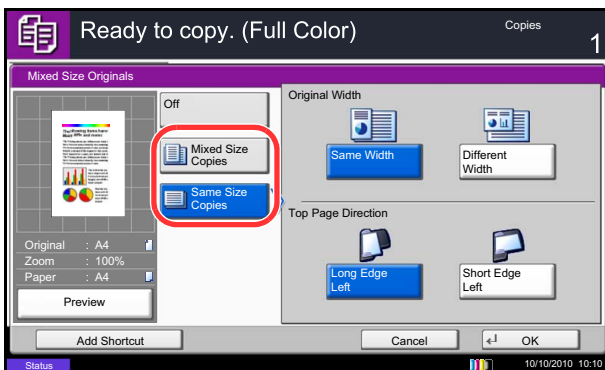 Ready to copy. (Full Color)
Copies
1
Mixed Size Originals
Off
Mixed Size
Copies
Same Size
Copies
Original : A4
Zoom : 100%
Paper : A4
Preview
Original Width
Same Width
Different
Width
Top Page Direction
Long Edge
Left
Short Edge
Left
Add Shortcut
Cancel
OK
Status
10/10/2010 10:10